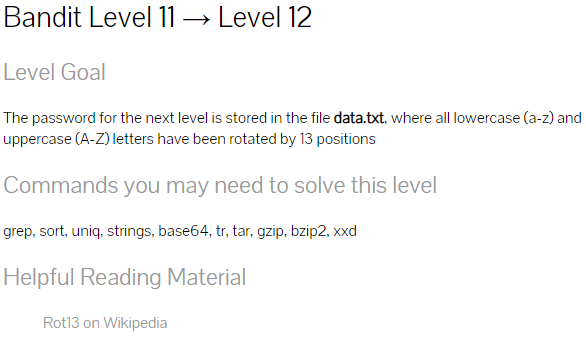 Bandit Level 11 → Level 12
Level Goal
The password for the next level is stored in the file data.txt, where all lowercase (a-z) and
uppercase (A-Z) letters have been rotated by 13 positions
Commands you may need to solve this level
grep, sort, uniq, strings, base64, tr, tar, gzip, bzip2, xxd
Helpful Reading Material
Rot13 on Wikipedia